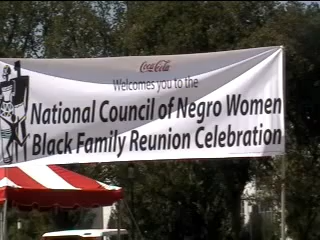 Coca-Cola
Welcomes you to the
National Council of Negro Women
Black Family Reunion Celebration